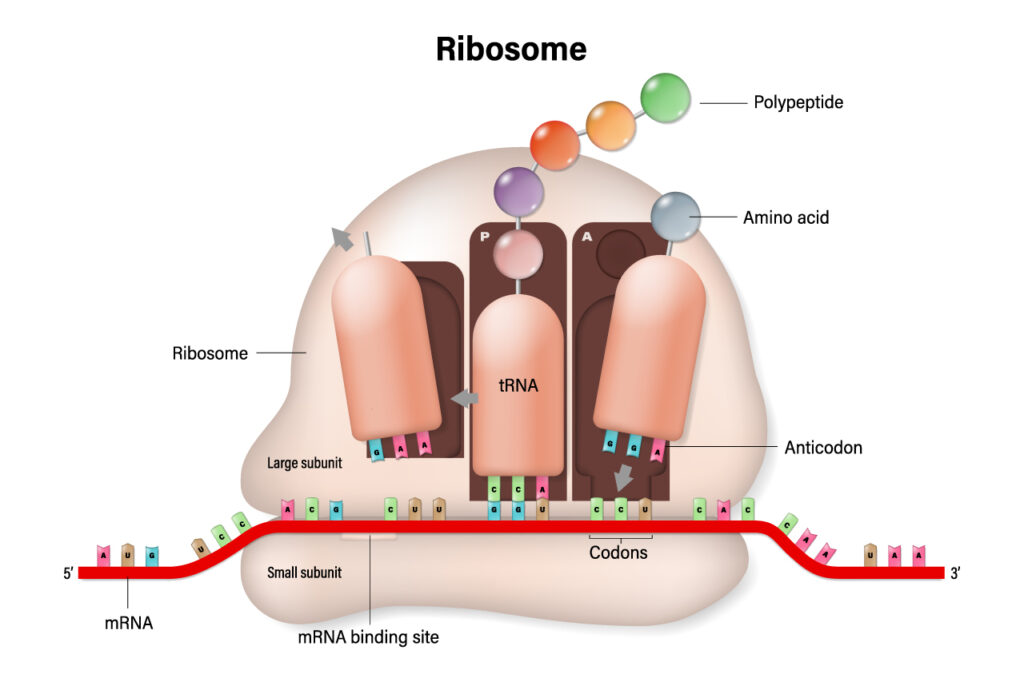 Ribosome
Polypeptide
Amino acid
P
A
Ribosome
tRNA
G A A
G G A
Anticodon
Large subunit
C C A
A C G C U U G G U C C U C A C
U C C
C A A
Codons
A U G
U A A
5′
Small subunit
3′
mRNA
mRNA binding site